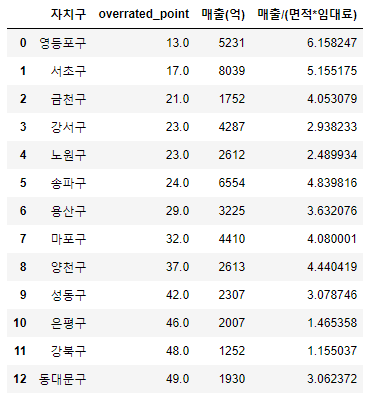 자치구 overrated_point 매출(억) 매출/(면적*임대료)
0 영등포구 13.0 5231 6.158247
1 서초구 17.0 8039 5.155175
2 금천구 21.0 1752 4.053079
3 강서구 23.0 4287 2.938233
4 노원구 23.0 2612 2.489934
5 송파구 24.0 6554 4.839816
6 용산구 29.0 3225 3.632076
7 마포구 32.0 4410 4.080001
8 양천구 37.0 2613 4.440419
9 성동구 42.0 2307 3.078746
10 은평구 46.0 2007 1.465358
11 강북구 48.0 1252 1.155037
12 동대문구 49.0 1930 3.062372